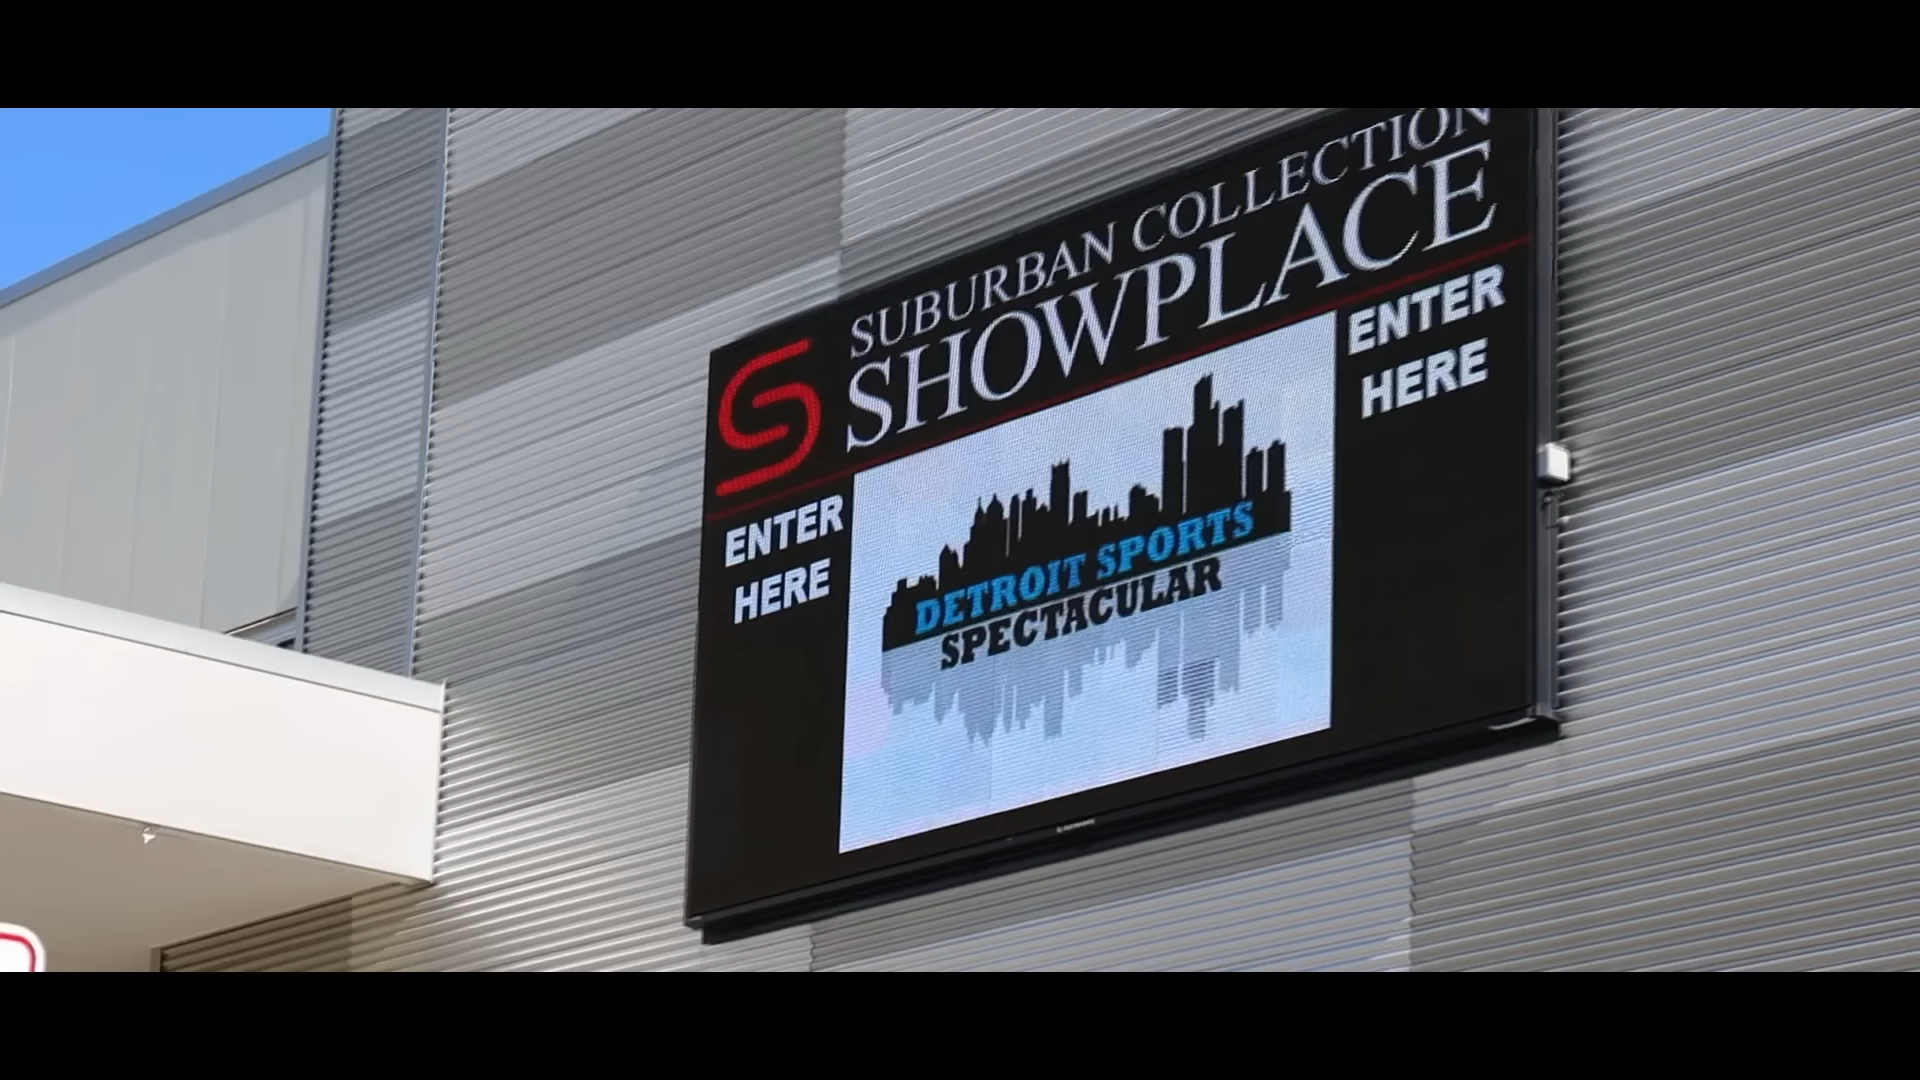 SUBURBAN COLLECTION
SHOWPLACE
ENTER
HERE
ENTER
HERE
DETROIT SPORTS
SPECTACULAR